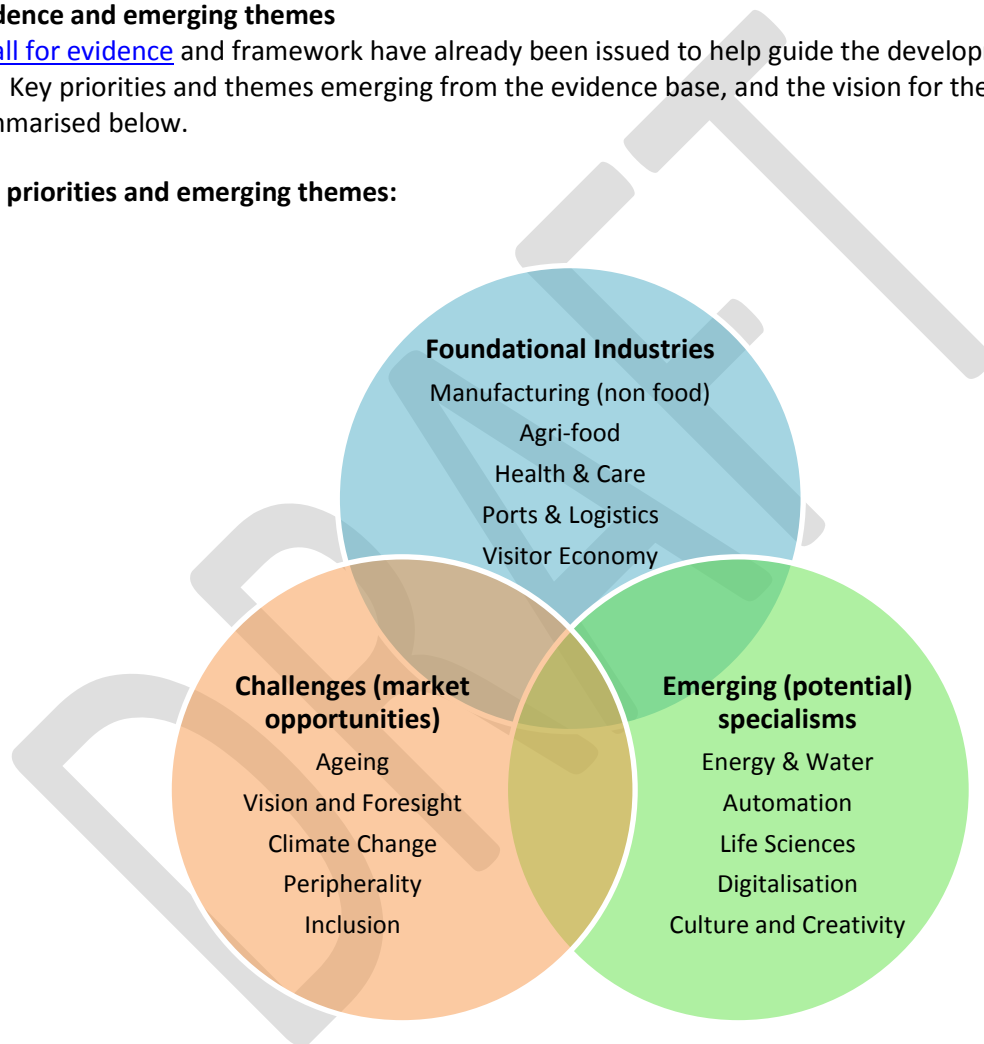 dence and emerging themes
all for evidence and framework have already been issued to help guide the develop
Key priorities and themes emerging from the evidence base, and the vision for the
mmarised below.
priorities and emerging themes:
Foundational Industries
Manufacturing (non food)
Agri-food
Health & Care
Ports & Logistics
Visitor Economy
Challenges (market
opportunities)
Ageing
Vision and Foresight
Climate Change
Peripherality
Inclusion
Emerging (potential)
specialisms
Energy & Water
Automation
Life Sciences
Digitalisation
Culture and Creativity
DRAFT